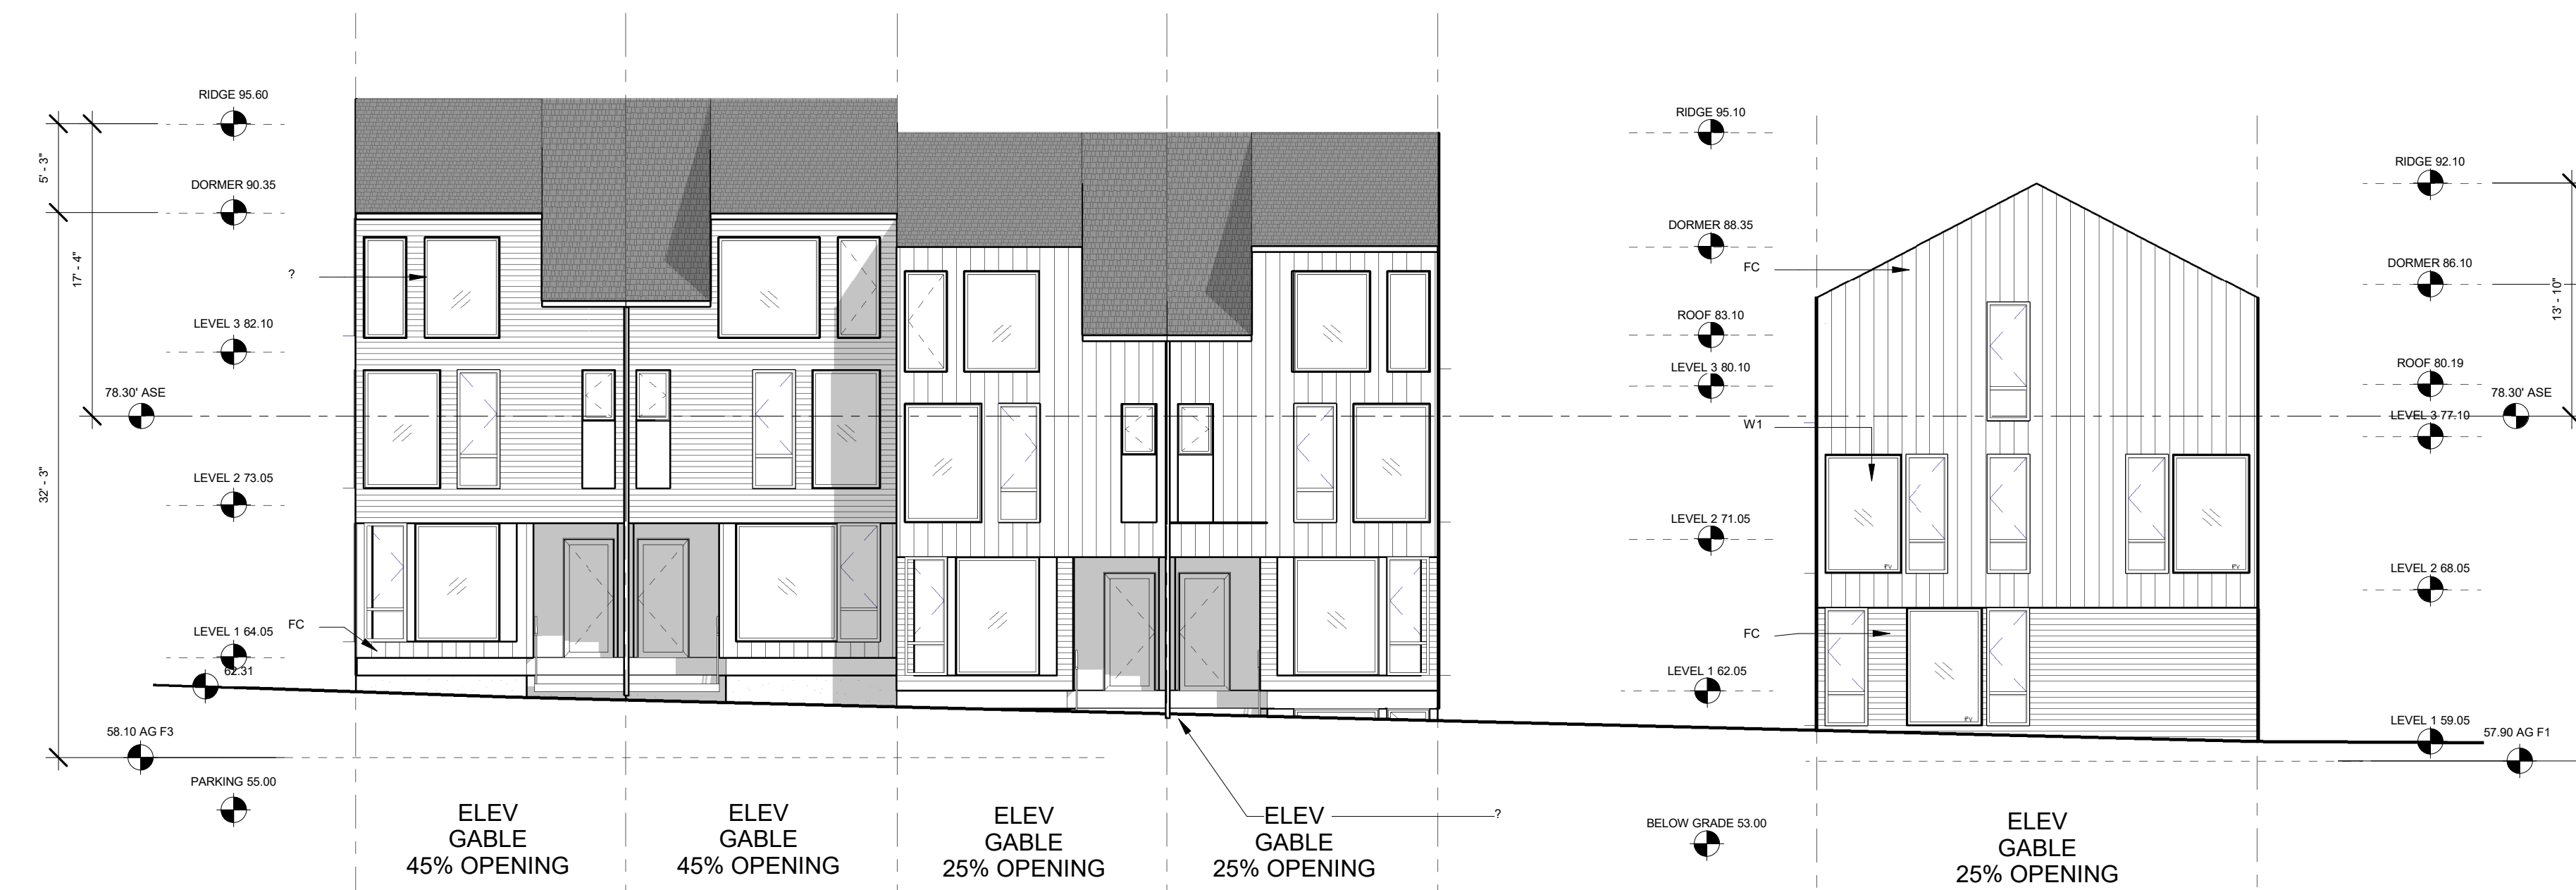 RIDGE 95.60
DORMER 90.35
LEVEL 3 82.10
78.30' ASE
LEVEL 2 73.05
LEVEL 1 64.05
62.31
58.10 AG F3
PARKING 55.00
5' - 3"
17' - 4"
32' - 3"
?
FC
ELEV
GABLE
45% OPENING
ELEV
GABLE
45% OPENING
ELEV
GABLE
25% OPENING
ELEV
GABLE
25% OPENING
?
RIDGE 95.10
DORMER 88.35
FC
ROOF 83.10
LEVEL 3 80.10
W1
LEVEL 2 71.05
FC
LEVEL 1 62.05
BELOW GRADE 53.00
ELEV
GABLE
25% OPENING
RIDGE 92.10
DORMER 86.10
ROOF 80.19
78.30' ASE
LEVEL 3 77.10
LEVEL 2 68.05
LEVEL 1 59.05
57.90 AG F1
13' - 10"